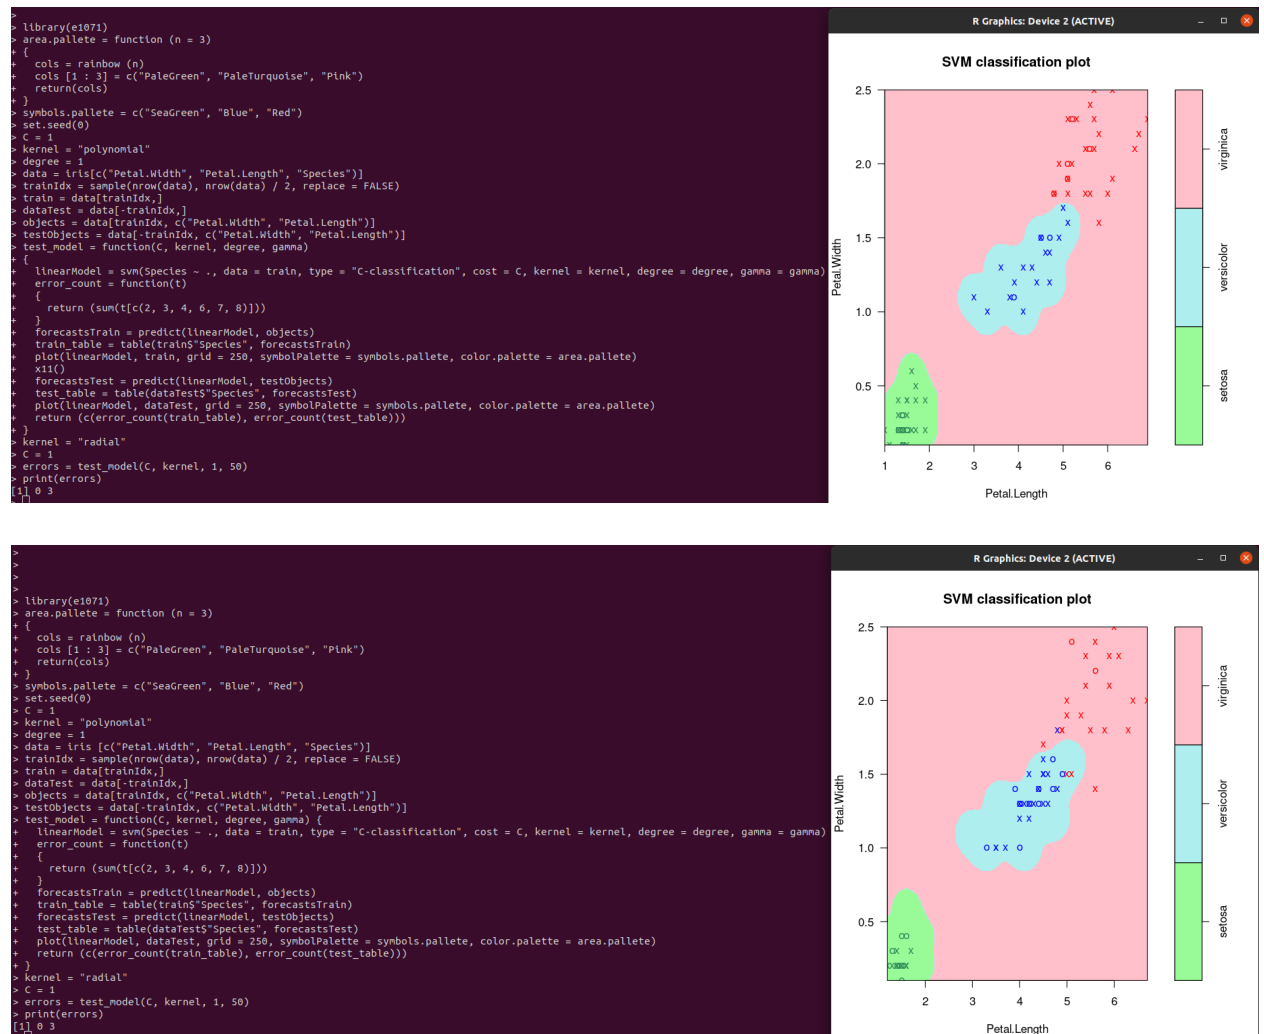 >
> library(e1071)
> area.pallete = function (n = 3)
+ {
+   cols = rainbow (n)
+   cols [1 : 3] = c("PaleGreen", "PaleTurquoise", "Pink")
+   return(cols)
+ }
> symbols.pallete = c("SeaGreen", "Blue", "Red")
> set.seed(0)
> C = 1
> kernel = "polynomial"
> degree = 1
> data = iris[c("Petal.Width", "Petal.Length", "Species")]
> trainIdx = sample(nrow(data), nrow(data) / 2, replace = FALSE)
> train = data[trainIdx,]
> dataTest = data[-trainIdx,]
> objects = data[trainIdx, c("Petal.Width", "Petal.Length")]
> testObjects = data[-trainIdx, c("Petal.Width", "Petal.Length")]
> test_model = function(C, kernel, degree, gamma)
+ {
+   linearModel = svm(Species ~ ., data = train, type = "C-classification", cost = C, kernel = kernel, degree = degree, gamma = gamma)
+   error_count = function(t)
+   {
+     return (sum(t[c(2, 3, 4, 6, 7, 8)]))
+   }
+   forecastsTrain = predict(linearModel, objects)
+   train_table = table(train$"Species", forecastsTrain)
+   plot(linearModel, train, grid = 250, symbolPalette = symbols.pallete, color.palette = area.pallete)
+   x11()
+   forecastsTest = predict(linearModel, testObjects)
+   test_table = table(dataTest$"Species", forecastsTest)
+   plot(linearModel, dataTest, grid = 250, symbolPalette = symbols.pallete, color.palette = area.pallete)
+   return (c(error_count(train_table), error_count(test_table)))
+ }
> kernel = "radial"
> C = 1
> errors = test_model(C, kernel, 1, 50)
> print(errors)
[1] 0 3
R Graphics: Device 2 (ACTIVE)
SVM classification plot
2.5
2.0
1.5
1.0
0.5
Petal.Width
1 2 3 4 5 6
Petal.Length
virginica
versicolor
setosa
>
>
>
>
> library(e1071)
> area.pallete = function (n = 3)
+ {
+   cols = rainbow (n)
+   cols [1 : 3] = c("PaleGreen", "PaleTurquoise", "Pink")
+   return(cols)
+ }
> symbols.pallete = c("SeaGreen", "Blue", "Red")
> set.seed(0)
> C = 1
> kernel = "polynomial"
> degree = 1
> data = iris [c("Petal.Width", "Petal.Length", "Species")]
> trainIdx = sample(nrow(data), nrow(data) / 2, replace = FALSE)
> train = data[trainIdx,]
> dataTest = data[-trainIdx,]
> objects = data[trainIdx, c("Petal.Width", "Petal.Length")]
> testObjects = data[-trainIdx, c("Petal.Width", "Petal.Length")]
> test_model = function(C, kernel, degree, gamma) {
+   linearModel = svm(Species ~ ., data = train, type = "C-classification", cost = C, kernel = kernel, degree = degree, gamma = gamma)
+   error_count = function(t)
+   {
+     return (sum(t[c(2, 3, 4, 6, 7, 8)]))
+   }
+   forecastsTrain = predict(linearModel, objects)
+   train_table = table(train$"Species", forecastsTrain)
+   forecastsTest = predict(linearModel, testObjects)
+   test_table = table(dataTest$"Species", forecastsTest)
+   plot(linearModel, dataTest, grid = 250, symbolPalette = symbols.pallete, color.palette = area.pallete)
+   return (c(error_count(train_table), error_count(test_table)))
+ }
> kernel = "radial"
> C = 1
> errors = test_model(C, kernel, 1, 50)
> print(errors)
[1] 0 3
R Graphics: Device 2 (ACTIVE)
SVM classification plot
2.5
2.0
1.5
1.0
0.5
Petal.Width
2 3 4 5 6
Petal.Length
virginica
versicolor
setosa